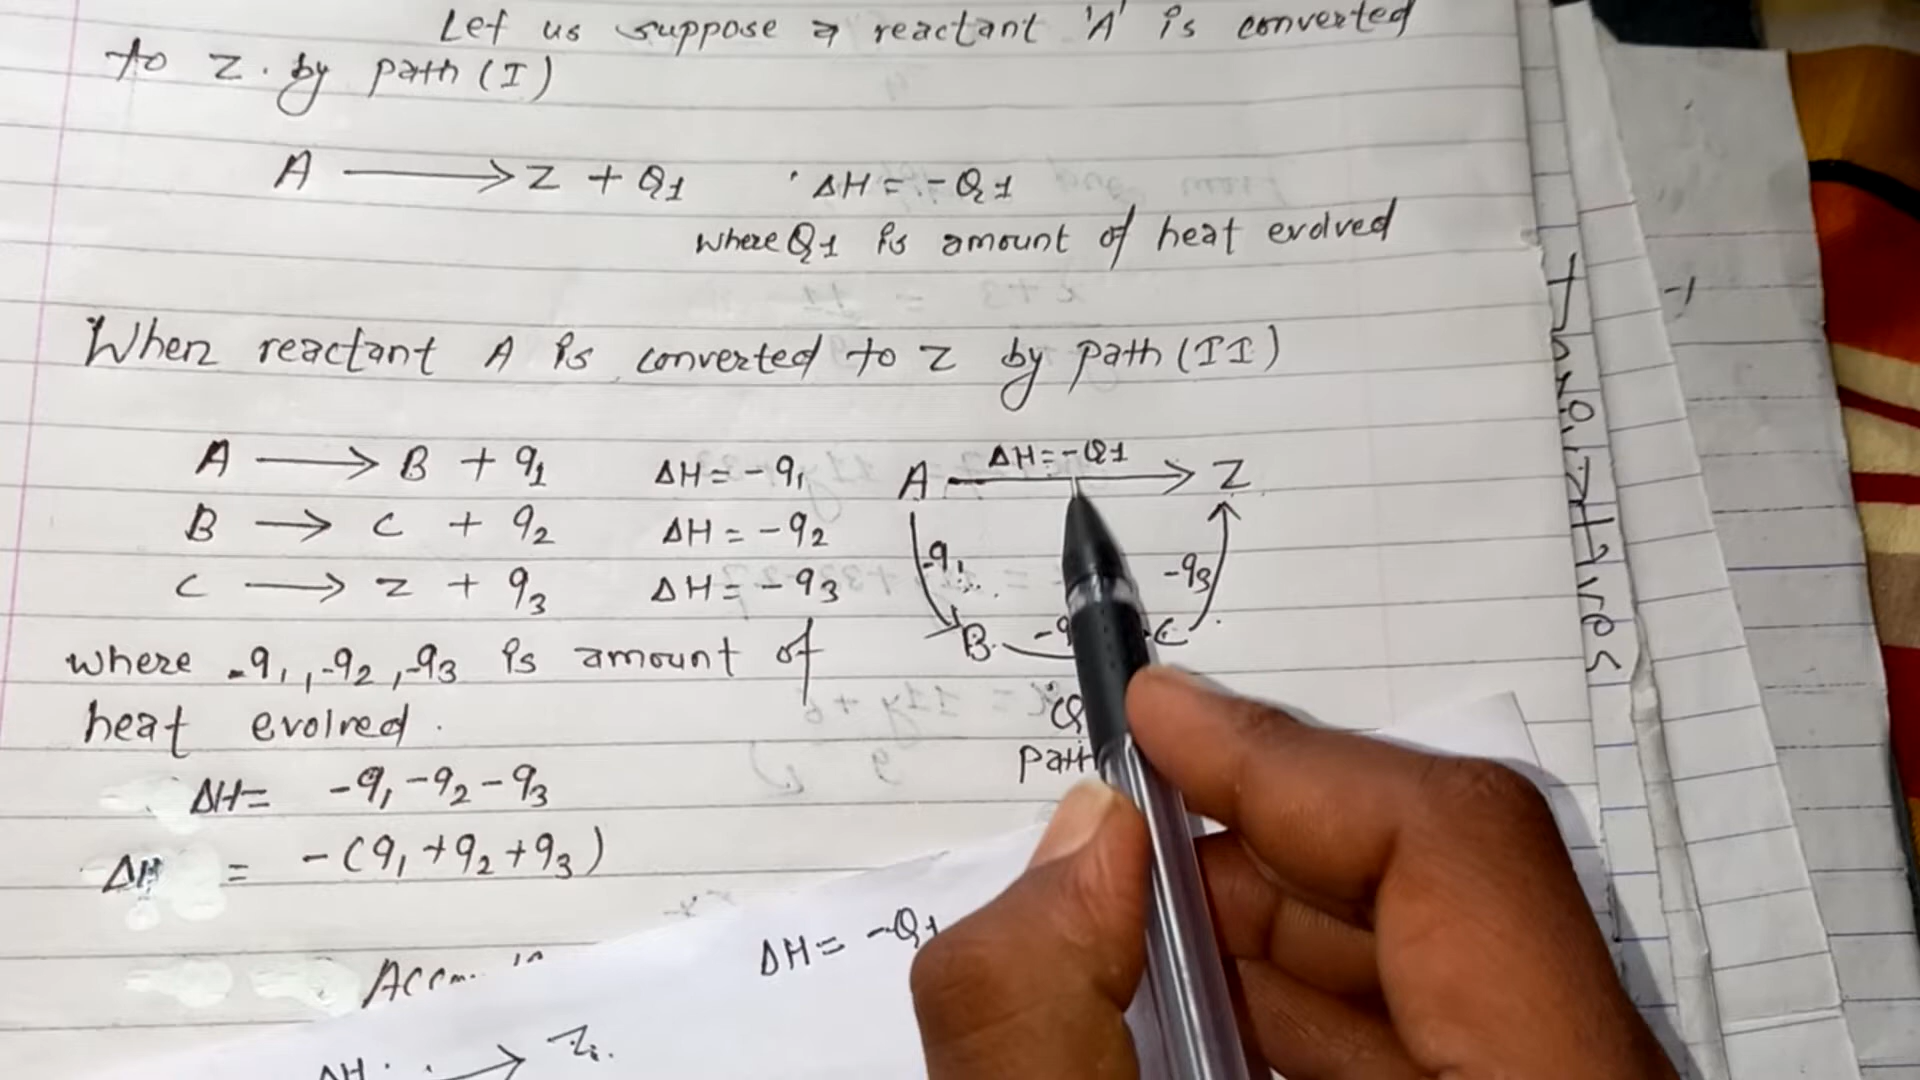 Let us suppose a reactant 'A' is converted
to z. by path (I)
A ⟶ Z + Q1 ΔH = -Q1
where Q1 is amount of heat evolved
When reactant A is converted to z by path (II)
A ⟶ B + q1 ΔH = -q1
B ⟶ C + q2 ΔH = -q2
C ⟶ z + q3 ΔH = -q3
A ΔH=-Q1 ⟶ Z
-q1 -q3
B C
where -q1, -q2, -q3 is amount of
heat evolved.
ΔH = -q1 -q2 -q3
ΔH = -(q1 +q2 +q3)
ΔH = -Q1
ΔH ⟶ Z